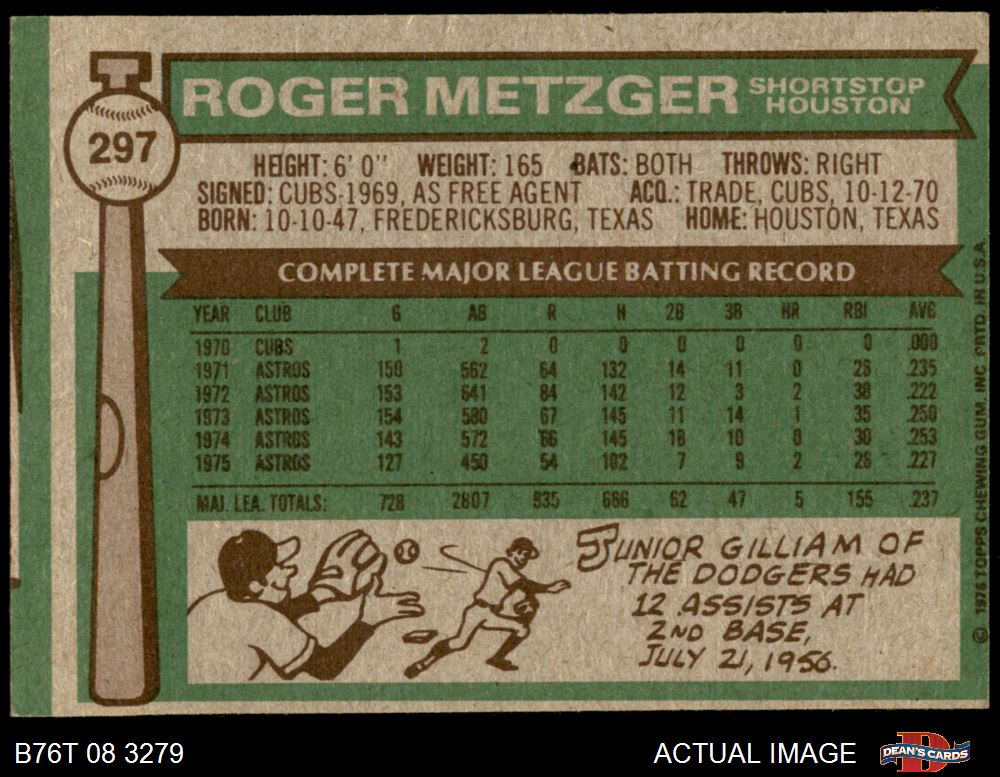 297
ROGER METZGER SHORTSTOP
HOUSTON
HEIGHT: 6' 0" WEIGHT: 165 BATS: BOTH THROWS: RIGHT
SIGNED: CUBS-1969, AS FREE AGENT ACQ.: TRADE, CUBS, 10-12-70
BORN: 10-10-47, FREDERICKSBURG, TEXAS HOME: HOUSTON, TEXAS
COMPLETE MAJOR LEAGUE BATTING RECORD
YEAR CLUB G AB R H 2B 3B HR RBI AVG
1970 CUBS 1 2 0 0 0 0 0 0 .000
1971 ASTROS 150 562 64 132 14 11 0 26 .235
1972 ASTROS 153 641 84 142 12 3 2 38 .222
1973 ASTROS 154 580 67 145 11 14 1 35 .250
1974 ASTROS 143 572 66 145 18 10 0 30 .253
1975 ASTROS 127 450 54 102 7 9 2 26 .227
MAJ. LEA. TOTALS: 728 2807 335 666 62 47 5 155 .237
JUNIOR GILLIAM OF
THE DODGERS HAD
12 ASSISTS AT
2ND BASE,
JULY 21, 1956.
© 1976 TOPPS CHEWING GUM, INC. PRTD. IN U.S.A.
B76T 08 3279
ACTUAL IMAGE
DEAN'S CARDS